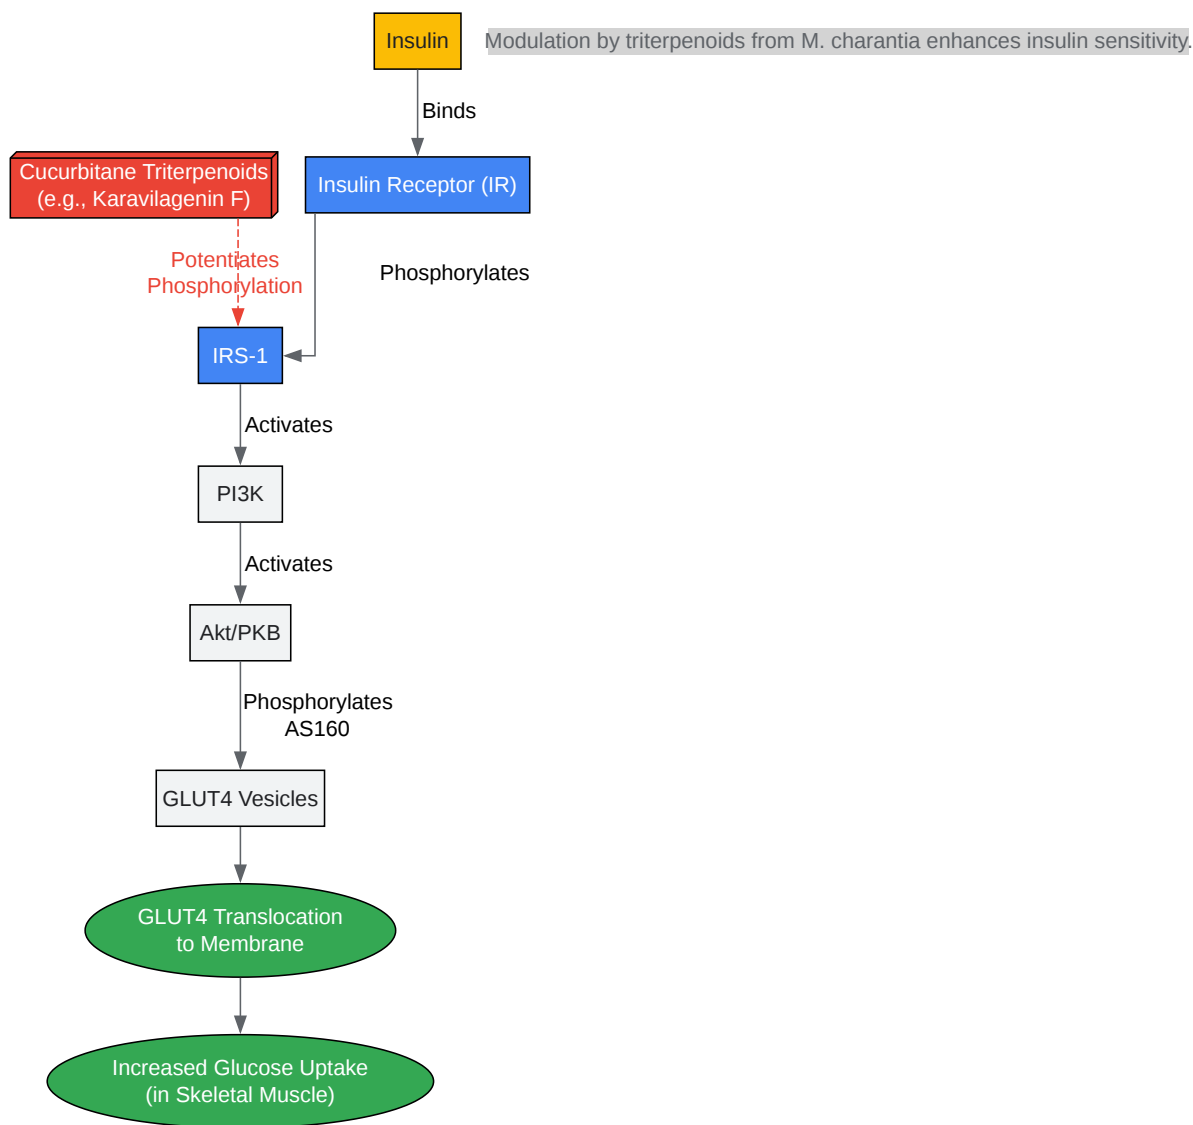 Insulin
Modulation by triterpenoids from M. charantia enhances insulin sensitivity.
Binds
Cucurbitane Triterpenoids
(e.g., Karavilagenin F)
Insulin Receptor (IR)
Potentiates
Phosphorylation
Phosphorylates
IRS-1
Activates
PI3K
Activates
Akt/PKB
Phosphorylates
AS160
GLUT4 Vesicles
GLUT4 Translocation
to Membrane
Increased Glucose Uptake
(in Skeletal Muscle)